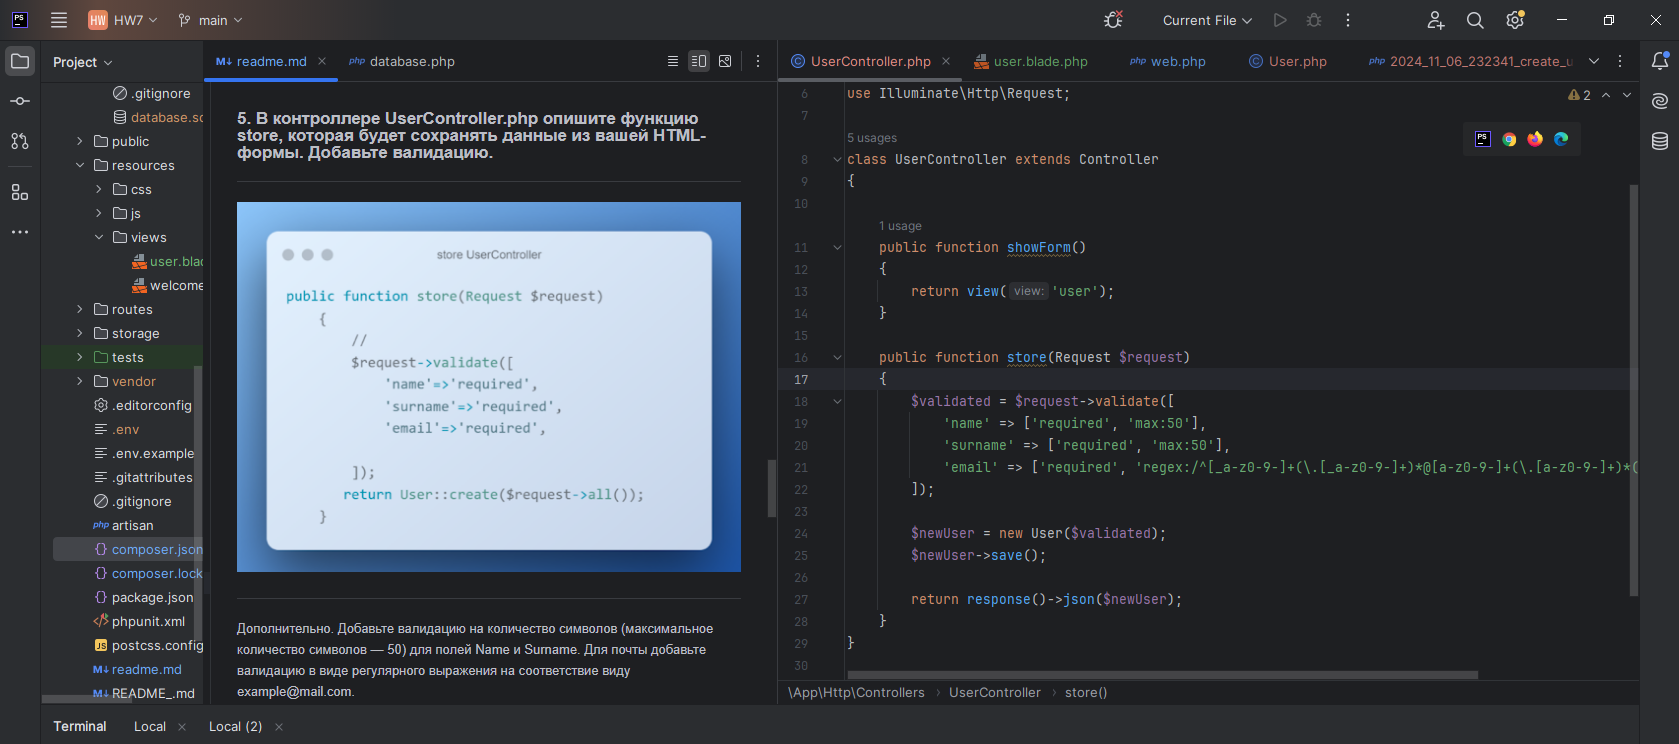 PS
HW HW7 main
Current File
Project
.gitignore
database.sc
public
resources
css
js
views
user.blad
welcome
routes
storage
tests
vendor
.editorconfig
.env
.env.example
.gitattributes
.gitignore
php artisan
{} composer.json
{} composer.lock
{} package.json
phpunit.xml
JS postcss.config
M↓ readme.md
M↓ README_.md
M↓ readme.md ×
php database.php
5. В контроллере UserController.php опишите функцию
store, которая будет сохранять данные из вашей HTML-
формы. Добавьте валидацию.
store UserController
public function store(Request $request)
{
//
$request->validate([
'name'=>'required',
'surname'=>'required',
'email'=>'required',
]);
return User::create($request->all());
}
Дополнительно. Добавьте валидацию на количество символов (максимальное
количество символов — 50) для полей Name и Surname. Для почты добавьте
валидацию в виде регулярного выражения на соответствие виду
example@mail.com.
C UserController.php ×
user.blade.php
php web.php
C User.php
php 2024_11_06_232341_create_u
2
6 use Illuminate\Http\Request;
7
5 usages
8 class UserController extends Controller
9 {
10
1 usage
11 public function showForm()
12 {
13 return view( view: 'user');
14 }
15
16 public function store(Request $request)
17 {
18 $validated = $request->validate([
19 'name' => ['required', 'max:50'],
20 'surname' => ['required', 'max:50'],
21 'email' => ['required', 'regex:/^[_a-z0-9-]+(\.[_a-z0-9-]+)*@[a-z0-9-]+(\.[a-z0-9-]+)*(
22 ]);
23
24 $newUser = new User($validated);
25 $newUser->save();
26
27 return response()->json($newUser);
28 }
29 }
30
PS
\App\Http\Controllers › UserController › store()
Terminal Local × Local (2) ×